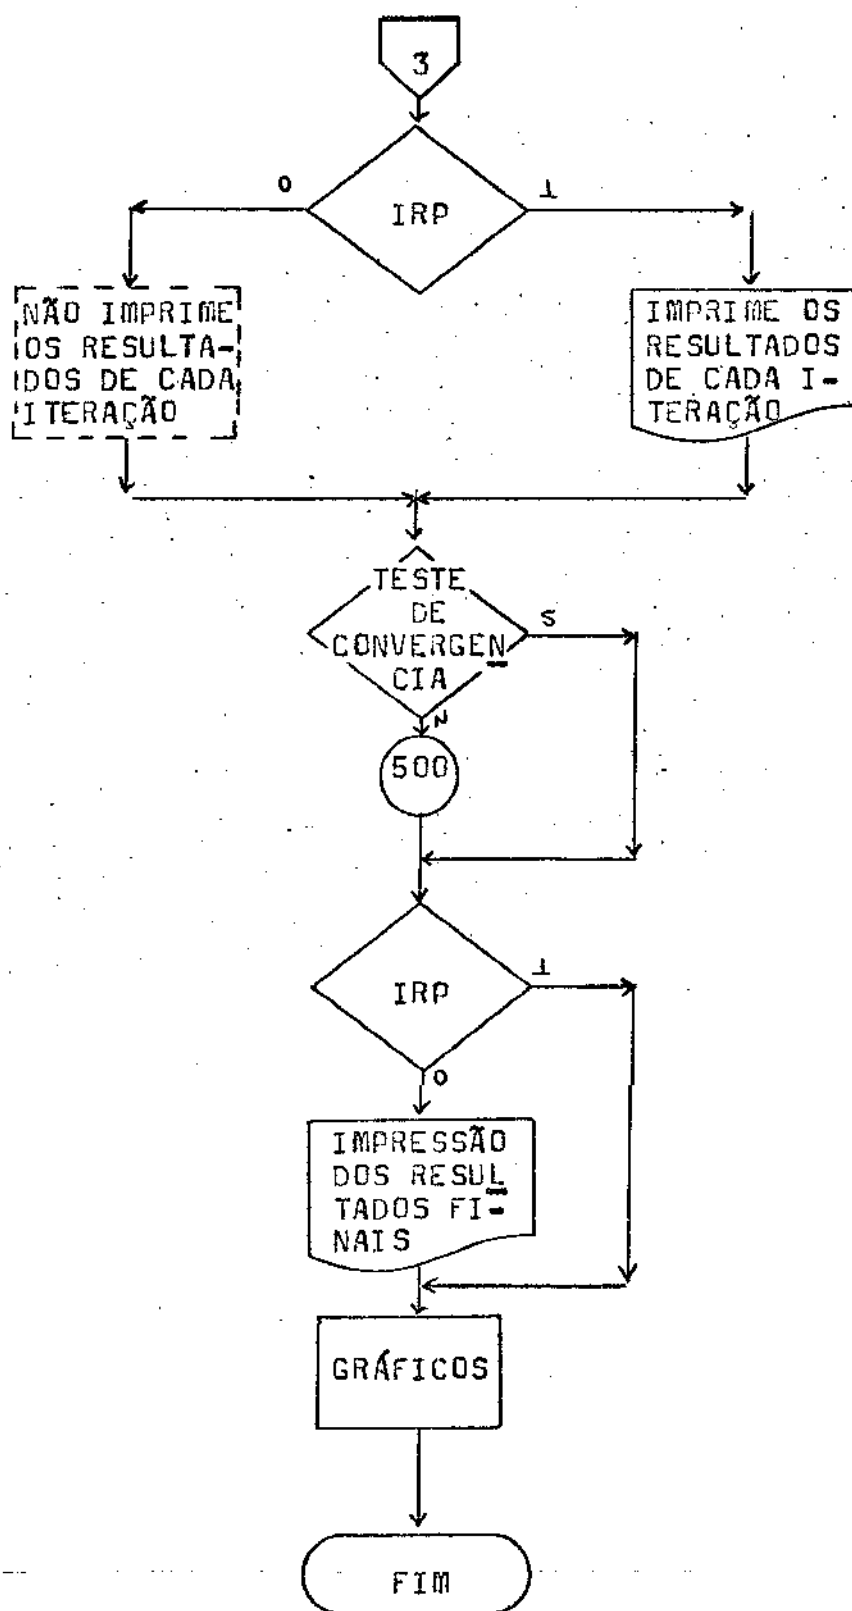 3
IRP
0
1
NÃO IMPRIME
OS RESULTA-
DOS DE CADA
ITERAÇÃO
IMPRIME OS
RESULTADOS
DE CADA I-
TERAÇÃO
TESTE
DE
CONVERGEN
CIA
S
N
500
IRP
1
0
IMPRESSÃO
DOS RESUL
TADOS FI-
NAIS
GRÁFICOS
FIM